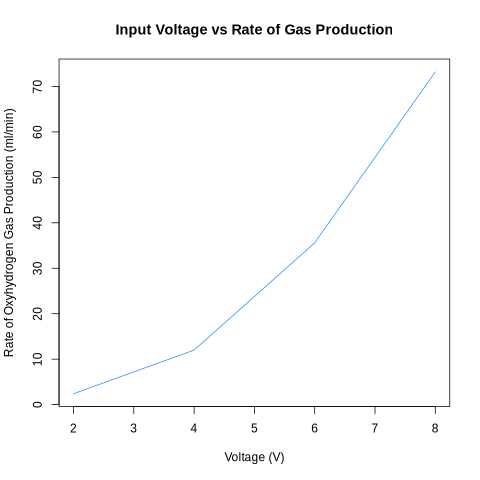 Input Voltage vs Rate of Gas Production
Rate of Oxyhydrogen Gas Production (ml/min)
70
60
50
40
30
20
10
0
2 3 4 5 6 7 8
Voltage (V)